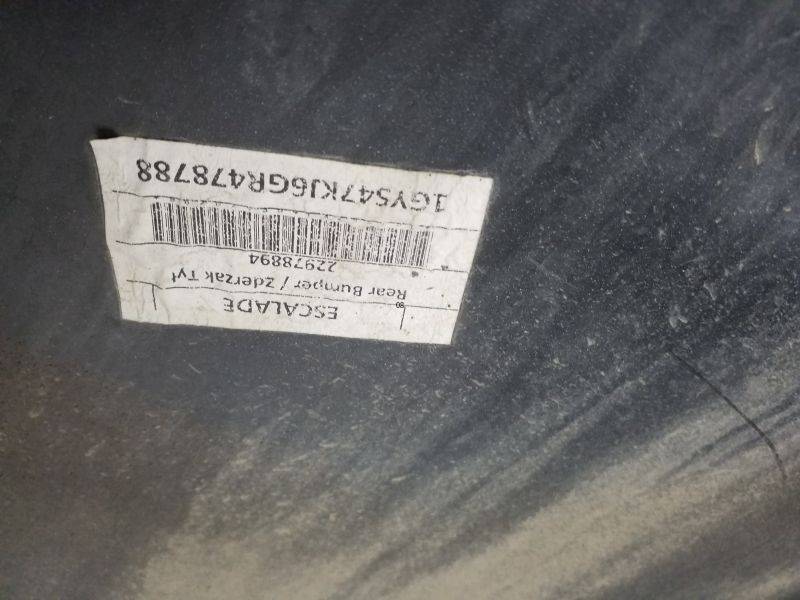 ESCALADE
Rear Bumper / zderzak Tył
22978894
1GYS47KJ6GR478788